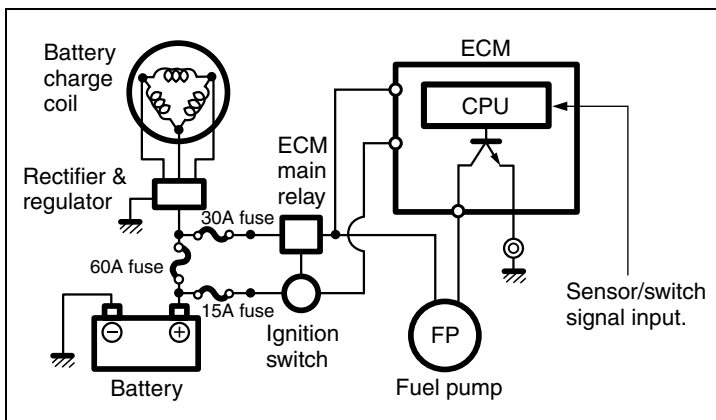 Battery
charge
coil
ECM
CPU
ECM
main
relay
Rectifier &
regulator
30A fuse
60A fuse
15A fuse
Sensor/switch
signal input.
Ignition
switch
FP
Fuel pump
− +
Battery